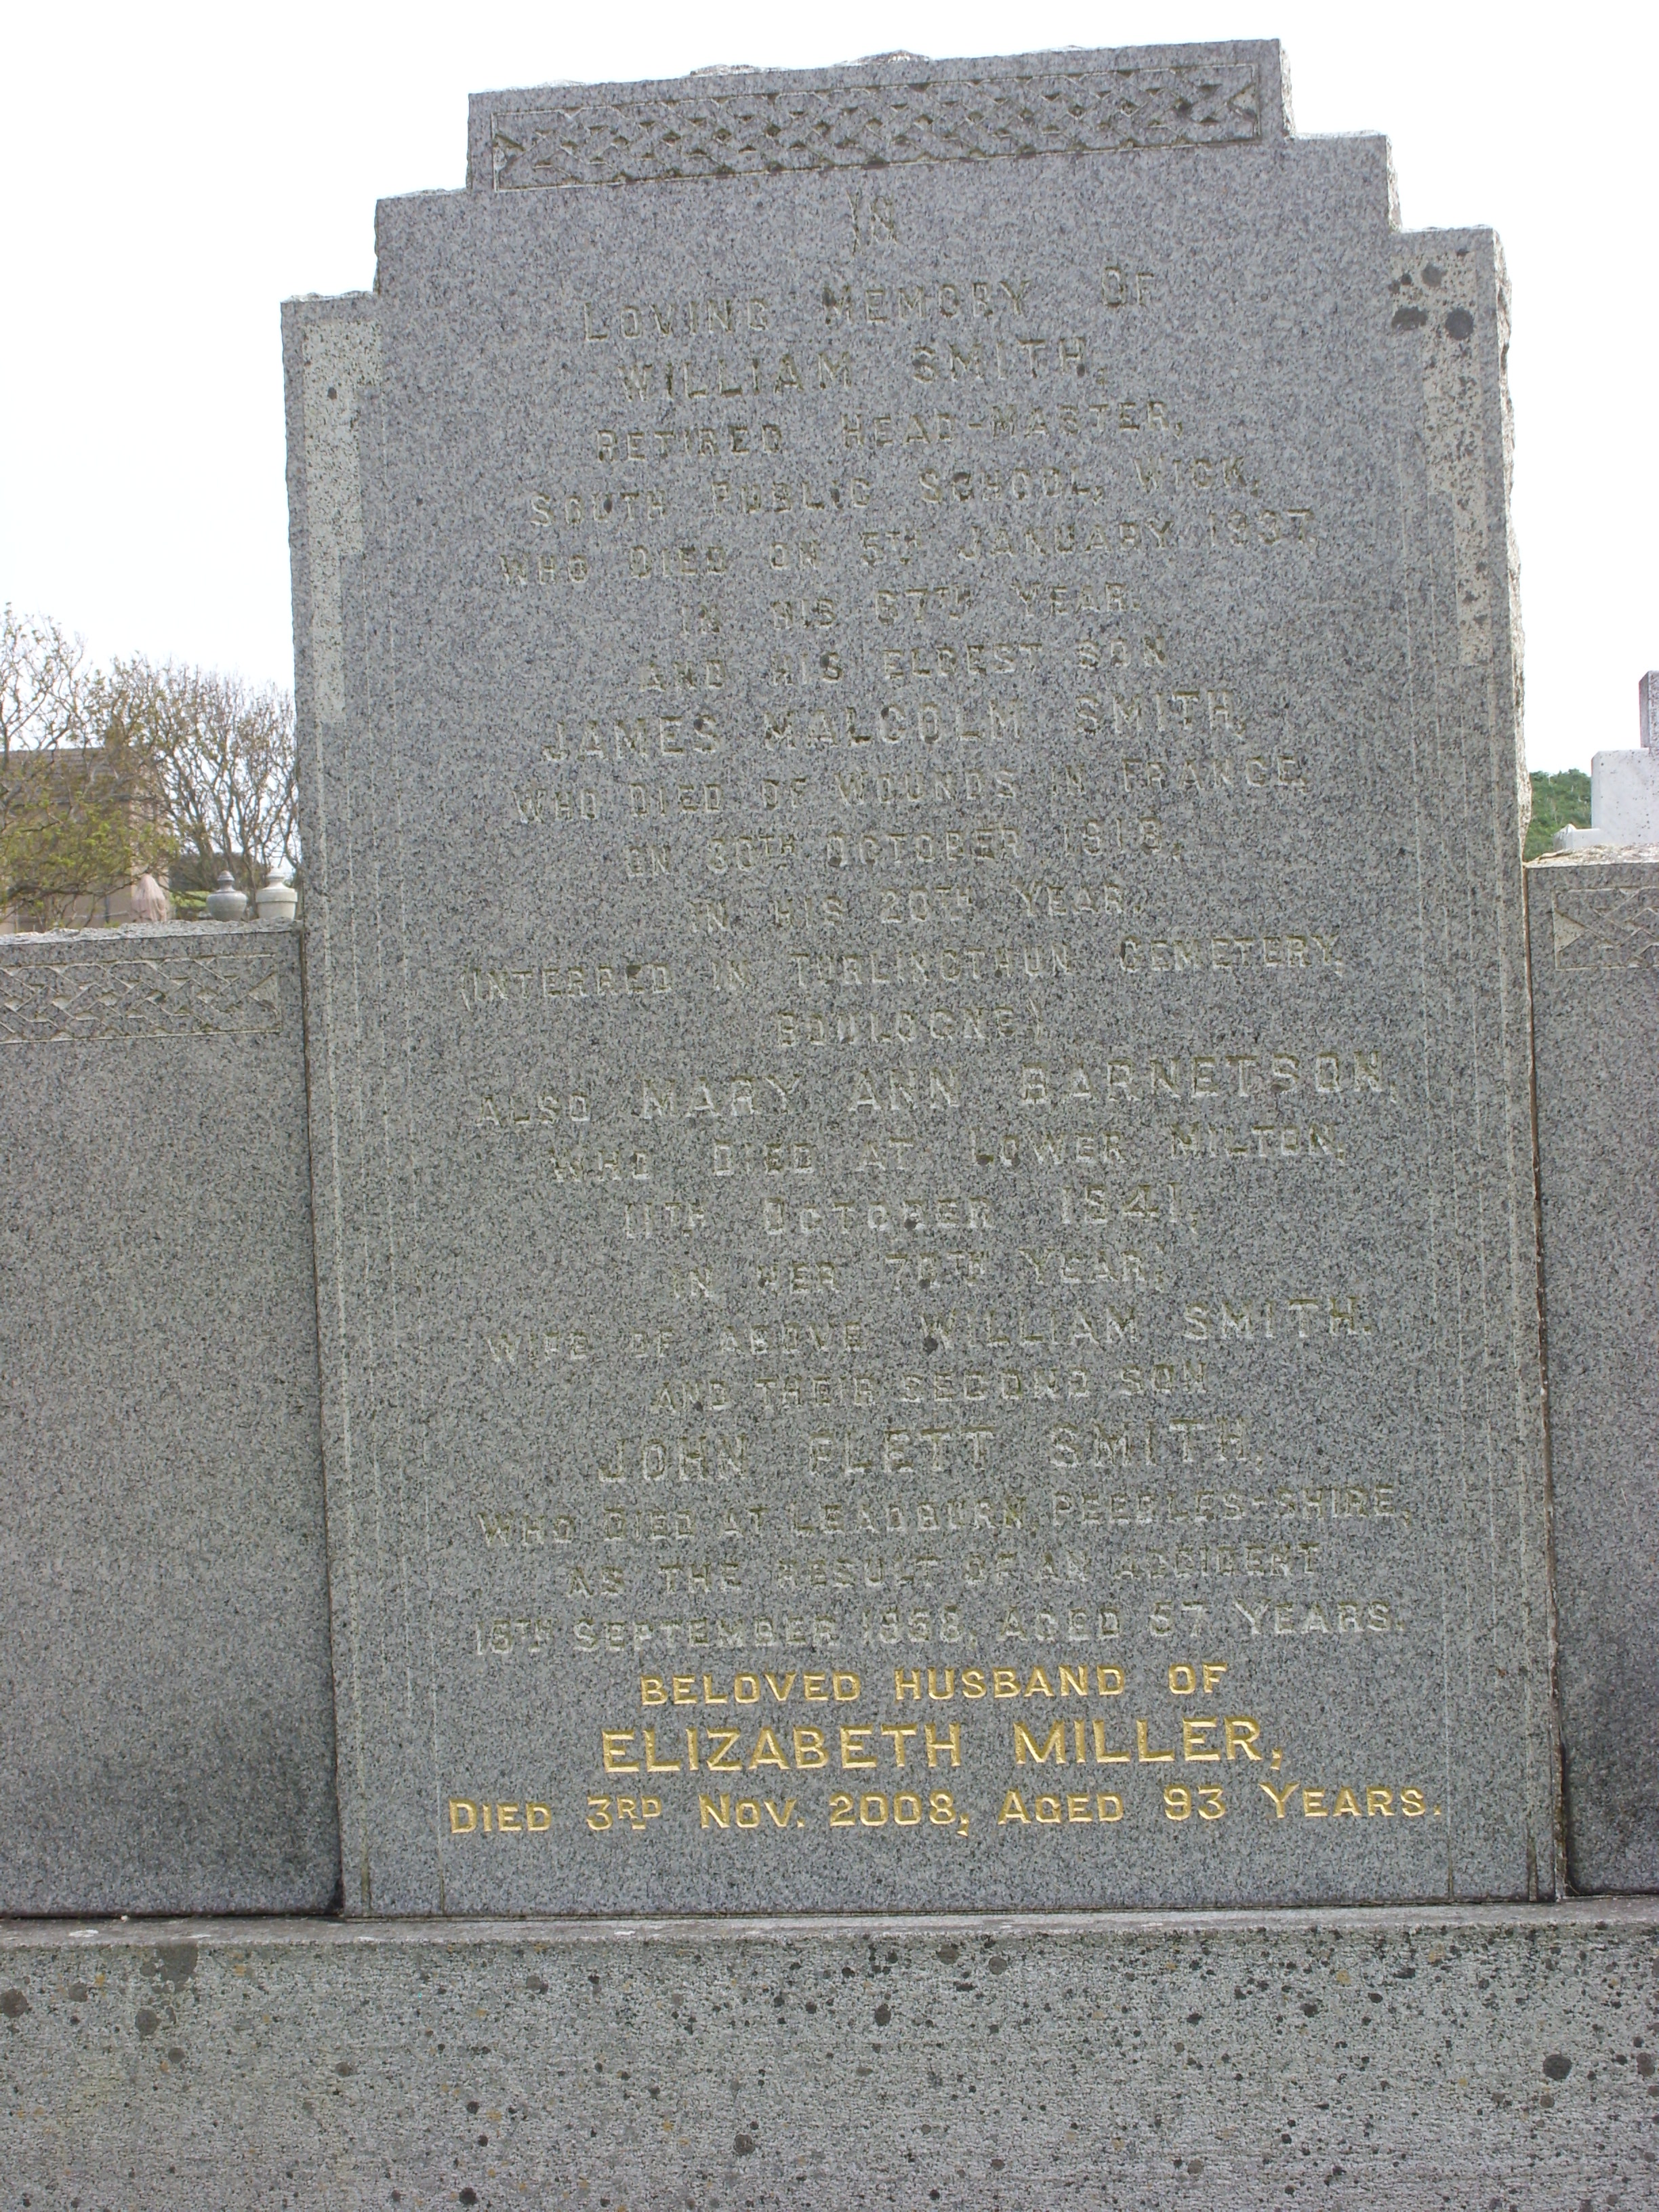 IN
LOVING MEMORY OF
WILLIAM SMITH,
RETIRED HEAD-MASTER,
SOUTH PUBLIC SCHOOL, WICK,
WHO DIED ON 5TH JANUARY 1937,
IN HIS 67TH YEAR.
AND HIS ELDEST SON
JAMES MALCOLM SMITH,
WHO DIED OF WOUNDS IN FRANCE,
ON 30TH OCTOBER 1918,
IN HIS 20TH YEAR,
(INTERRED IN TURLINGTHUN CEMETERY,
BOULOGNE)
ALSO MARY ANN BARNETSON,
WHO DIED AT LOWER MILTON,
11TH OCTOBER 1941,
IN HER YEAR,
WIFE OF ABOVE WILLIAM SMITH.
AND THEIR SECOND SON
JOHN FLETT SMITH,
WHO DIED AT LEADBURN, PEEBLES-SHIRE,
AS THE RESULT OF AN ACCIDENT
SEPTEMBER AGED 57 YEARS.
BELOVED HUSBAND OF
ELIZABETH MILLER,
DIED 3RD NOV. 2008, AGED 93 YEARS.